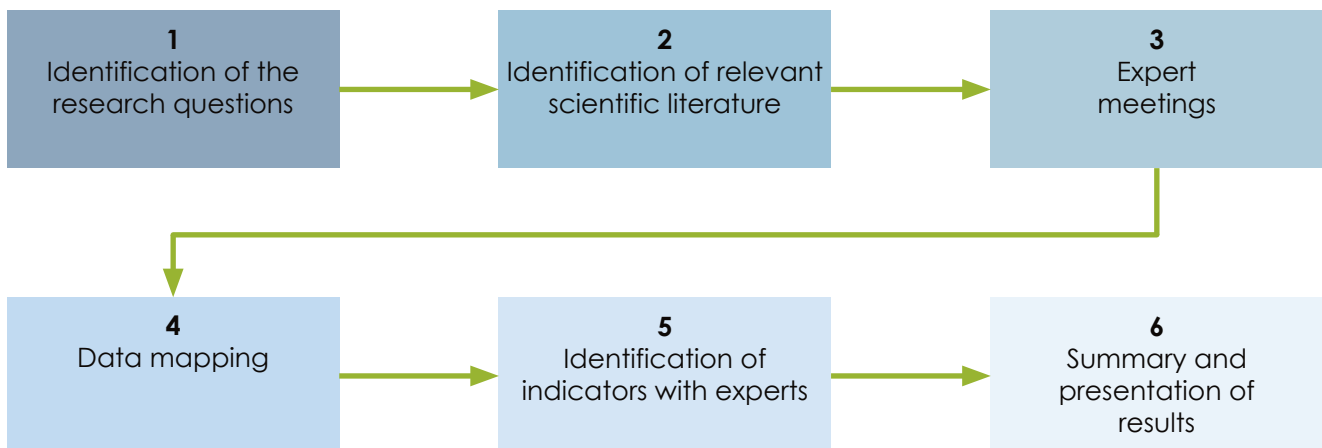 1
Identification of the
research questions
2
Identification of relevant
scientific literature
3
Expert
meetings
4
Data mapping
5
Identification of
indicators with experts
6
Summary and
presentation of
results